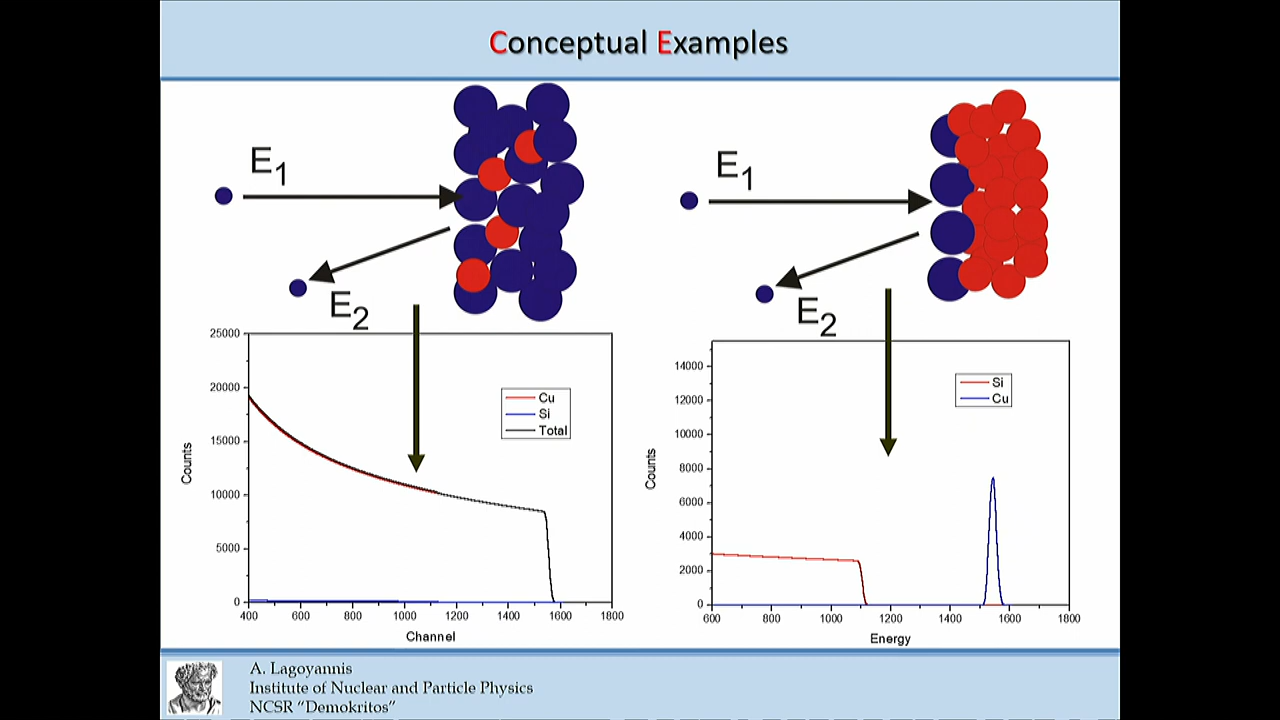 Conceptual Examples
E1
E2
25000
20000
15000
10000
5000
0
Counts
Cu
Si
Total
400
600
800
1000
1200
1400
1600
1800
Channel
E1
E2
14000
12000
10000
8000
6000
4000
2000
0
Counts
Si
Cu
600
800
1000
1200
1400
1600
1800
Energy
A. Lagoyannis
Institute of Nuclear and Particle Physics
NCSR “Demokritos”